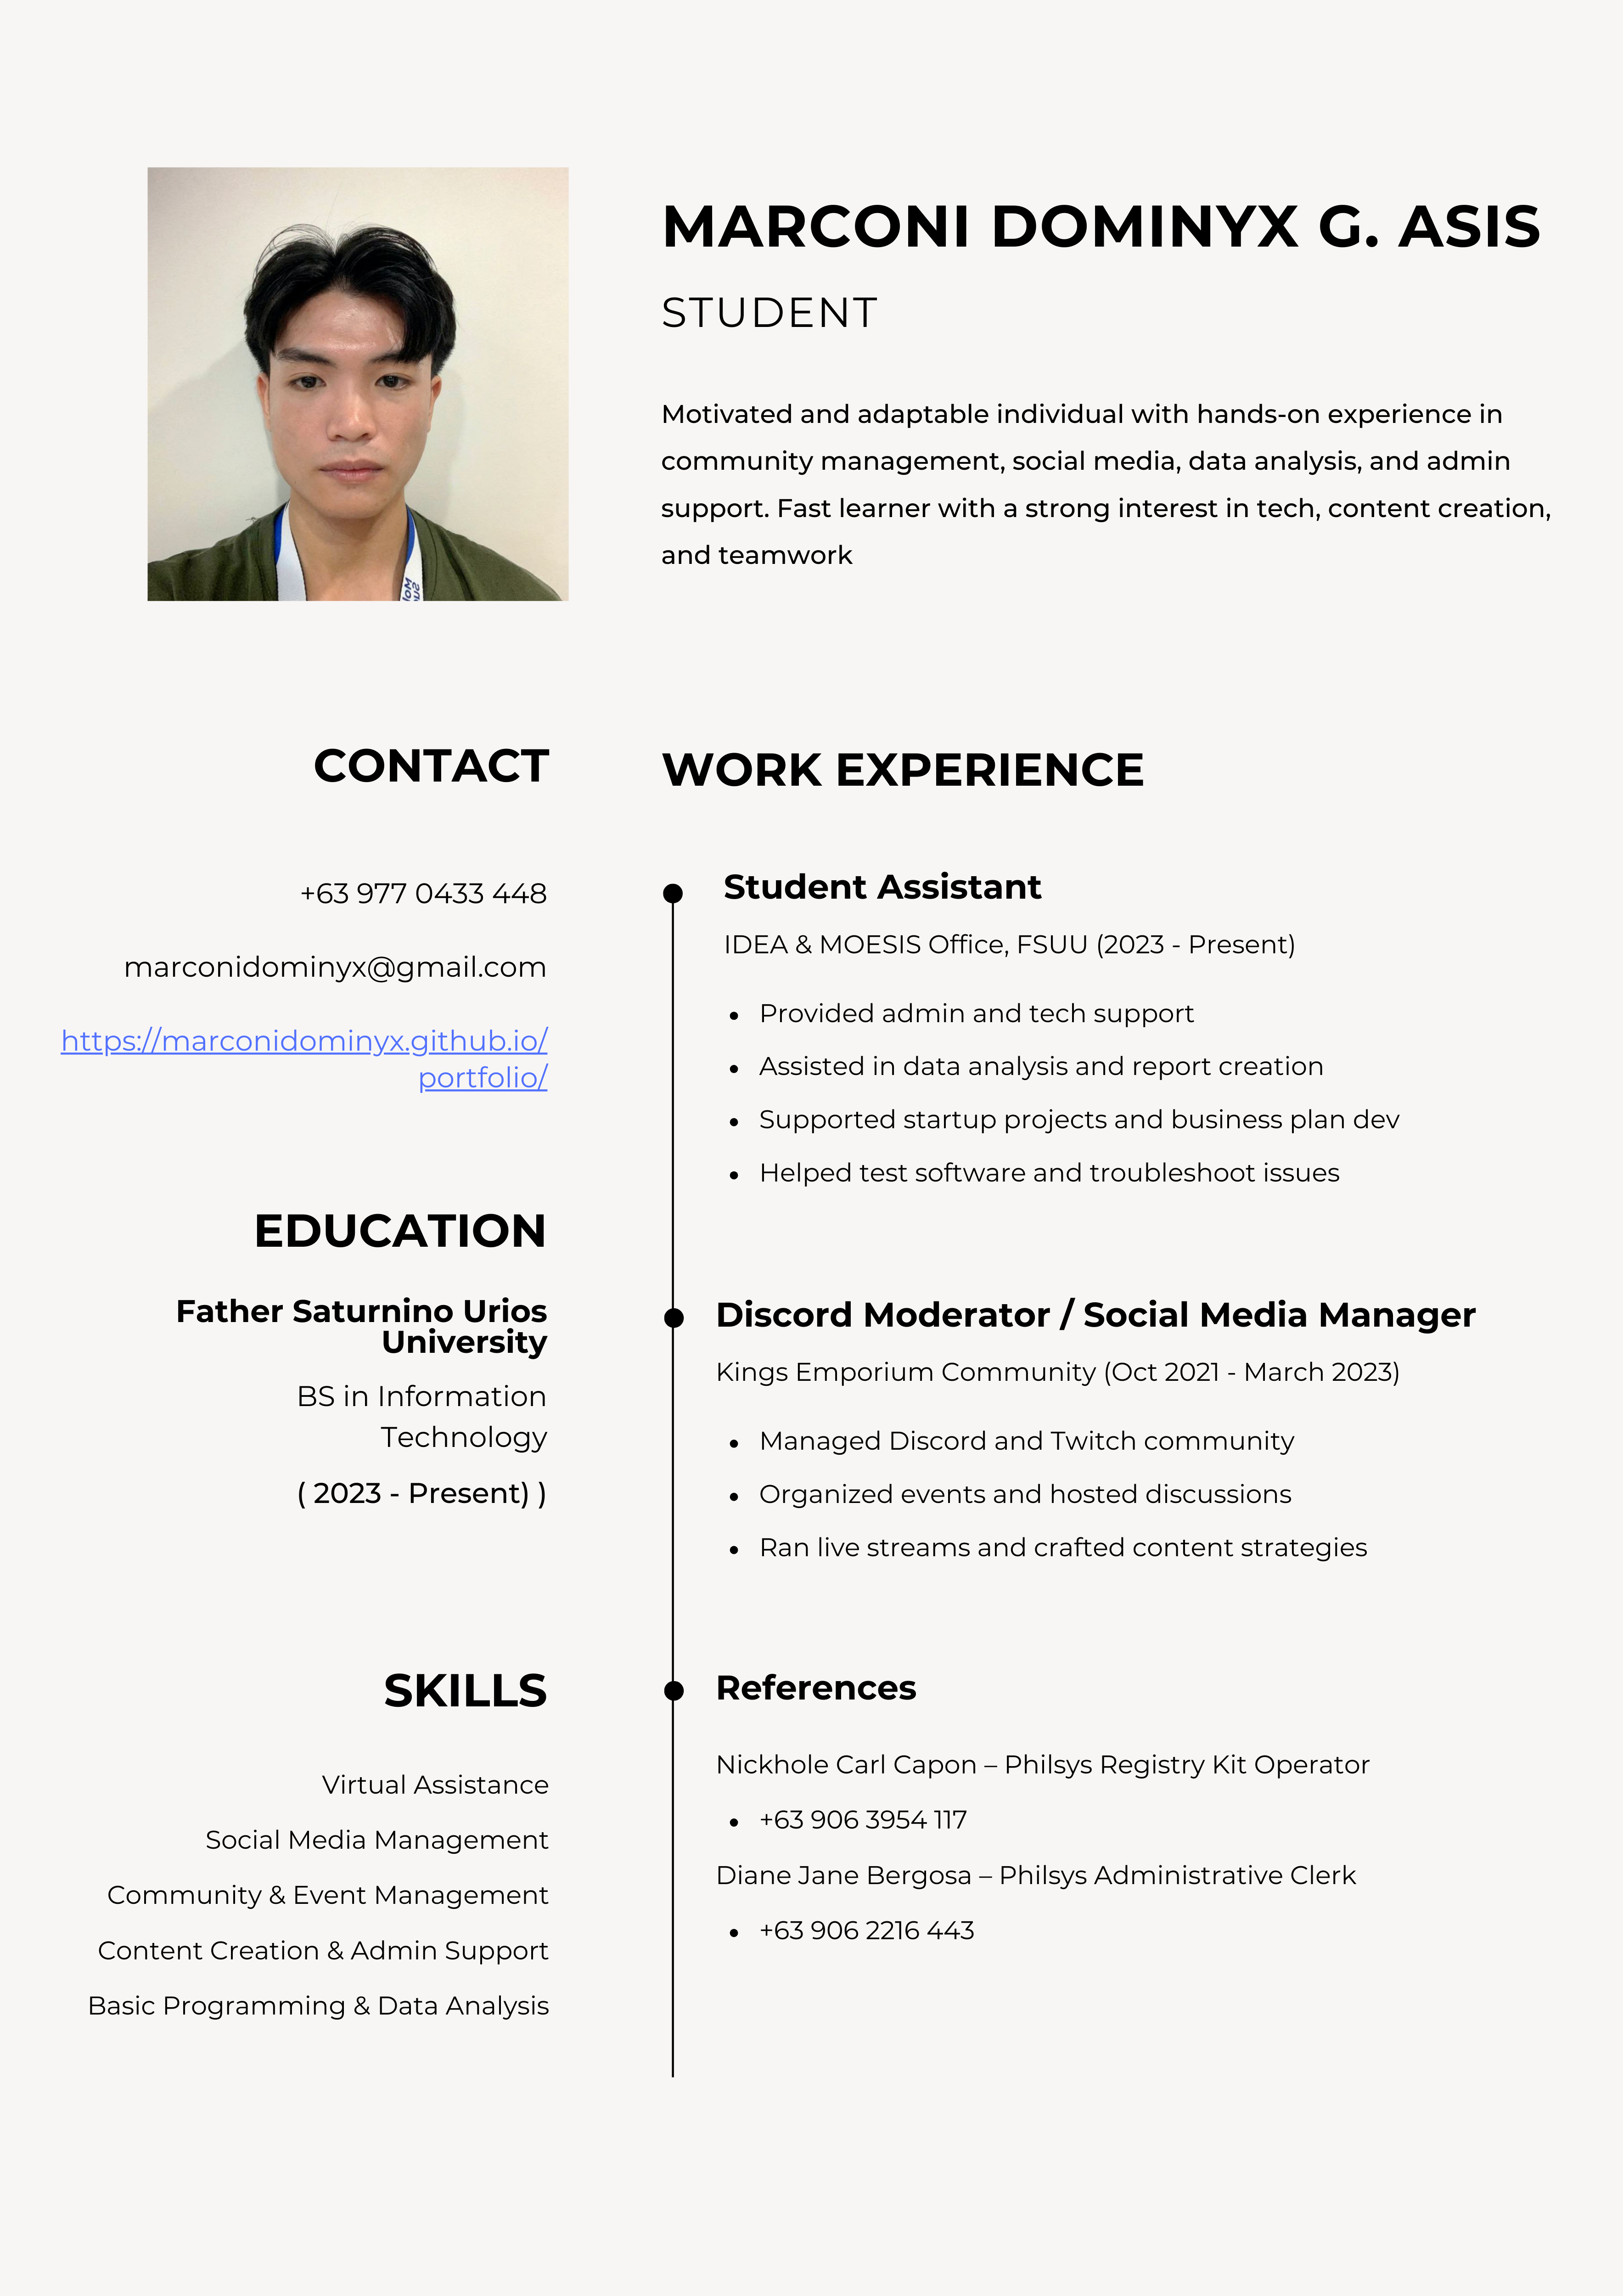 MARCONI DOMINYX G. ASIS
STUDENT
Motivated and adaptable individual with hands-on experience in
community management, social media, data analysis, and admin
support. Fast learner with a strong interest in tech, content creation,
and teamwork
CONTACT
+63 977 0433 448
marconidominyx@gmail.com
https://marconidominyx.github.io/
portfolio/
EDUCATION
Father Saturnino Urios
University
BS in Information
Technology
( 2023 - Present) )
SKILLS
Virtual Assistance
Social Media Management
Community & Event Management
Content Creation & Admin Support
Basic Programming & Data Analysis
WORK EXPERIENCE
Student Assistant
IDEA & MOESIS Office, FSUU (2023 - Present)
• Provided admin and tech support
• Assisted in data analysis and report creation
• Supported startup projects and business plan dev
• Helped test software and troubleshoot issues
Discord Moderator / Social Media Manager
Kings Emporium Community (Oct 2021 - March 2023)
• Managed Discord and Twitch community
• Organized events and hosted discussions
• Ran live streams and crafted content strategies
References
Nickhole Carl Capon – Philsys Registry Kit Operator
• +63 906 3954 117
Diane Jane Bergosa – Philsys Administrative Clerk
• +63 906 2216 443